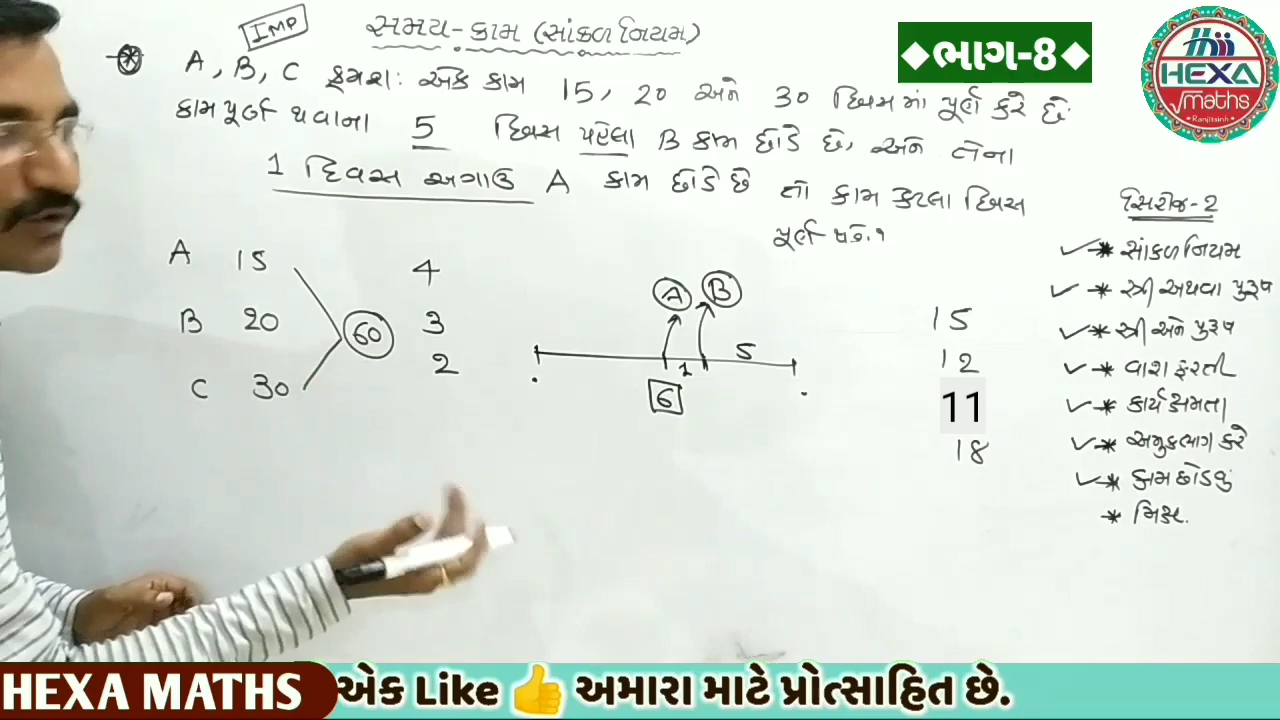 IMP
સમય-કામ (સાંકળ નિયમ)
◆ભાગ-8◆
HEXA
maths
Ranjitsinh
A, B, C ક્રમશઃ એક કામ 15, 20 અને 30 દિવસ માં પૂર્ણ કરે છે
કામ પૂર્ણ થવાના 5 દિવસ પહેલા B કામ છોડે છે, અને તેના
1 દિવસ અગાઉ A કામ છોડે છે તો કામ કેટલા દિવસ
પૂર્ણ થશે.?
A 15 4
B 20 60 3
C 30 2
A B
1 5
6
15
12
11
18
સિરીઝ-2
* સાંકળ નિયમ
* સ્ત્રી અથવા પુરૂષ
* સ્ત્રી અને પુરૂષ
* વારા ફરતી
* કાર્ય ક્ષમતા
* અમુક ભાગ કરે
* કામ છોડવું
* મિક્ષ.
HEXA MATHS એક Like 👍 અમારા માટે પ્રોત્સાહિત છે.